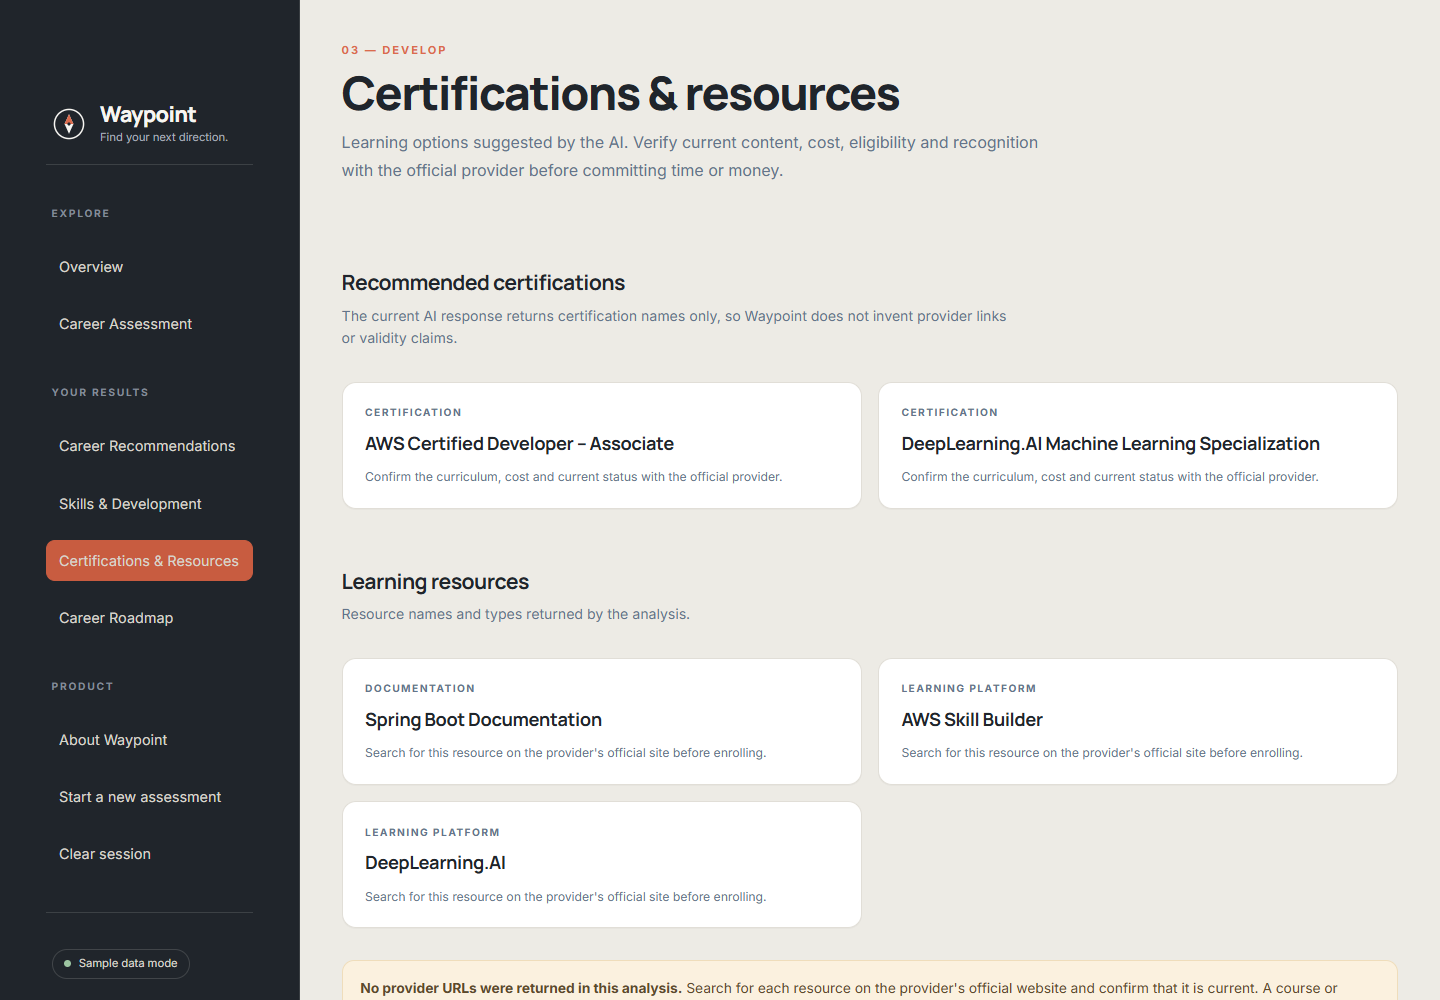 Waypoint
Find your next direction.
EXPLORE
Overview
Career Assessment
YOUR RESULTS
Career Recommendations
Skills & Development
Certifications & Resources
Career Roadmap
PRODUCT
About Waypoint
Start a new assessment
Clear session
Sample data mode
03 — DEVELOP
Certifications & resources
Learning options suggested by the AI. Verify current content, cost, eligibility and recognition
with the official provider before committing time or money.
Recommended certifications
The current AI response returns certification names only, so Waypoint does not invent provider links
or validity claims.
CERTIFICATION
AWS Certified Developer – Associate
Confirm the curriculum, cost and current status with the official provider.
CERTIFICATION
DeepLearning.AI Machine Learning Specialization
Confirm the curriculum, cost and current status with the official provider.
Learning resources
Resource names and types returned by the analysis.
DOCUMENTATION
Spring Boot Documentation
Search for this resource on the provider's official site before enrolling.
LEARNING PLATFORM
AWS Skill Builder
Search for this resource on the provider's official site before enrolling.
LEARNING PLATFORM
DeepLearning.AI
Search for this resource on the provider's official site before enrolling.
No provider URLs were returned in this analysis. Search for each resource on the provider's official website and confirm that it is current. A course or